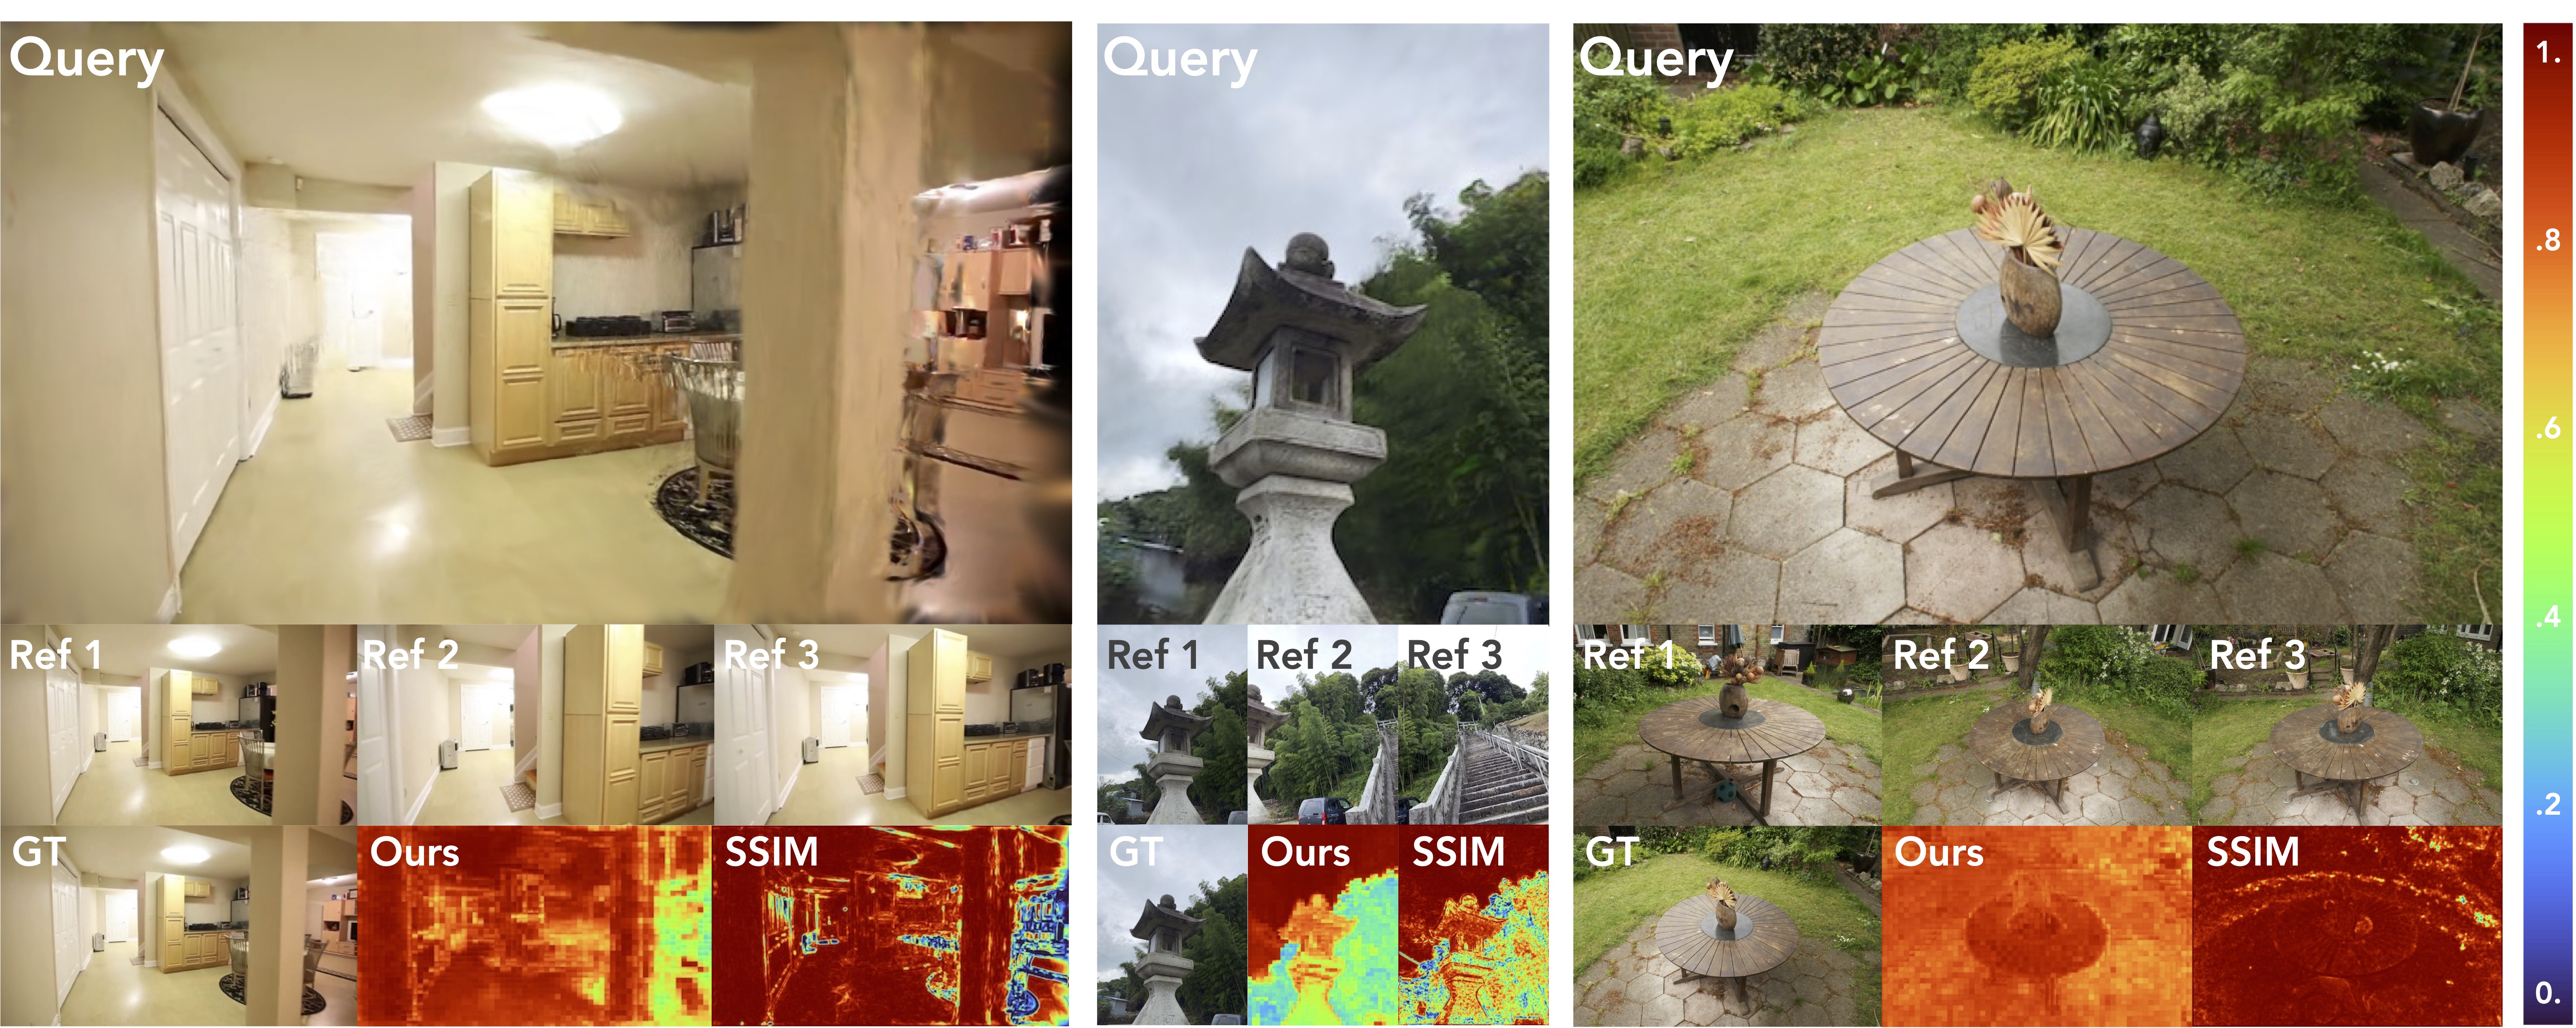 Query
Ref 1
Ref 2
Ref 3
GT
Ours
SSIM
Query
Ref 1
Ref 2
Ref 3
GT
Ours
SSIM
Query
Ref 1
Ref 2
Ref 3
GT
Ours
SSIM
1.
.8
.6
.4
.2
0.